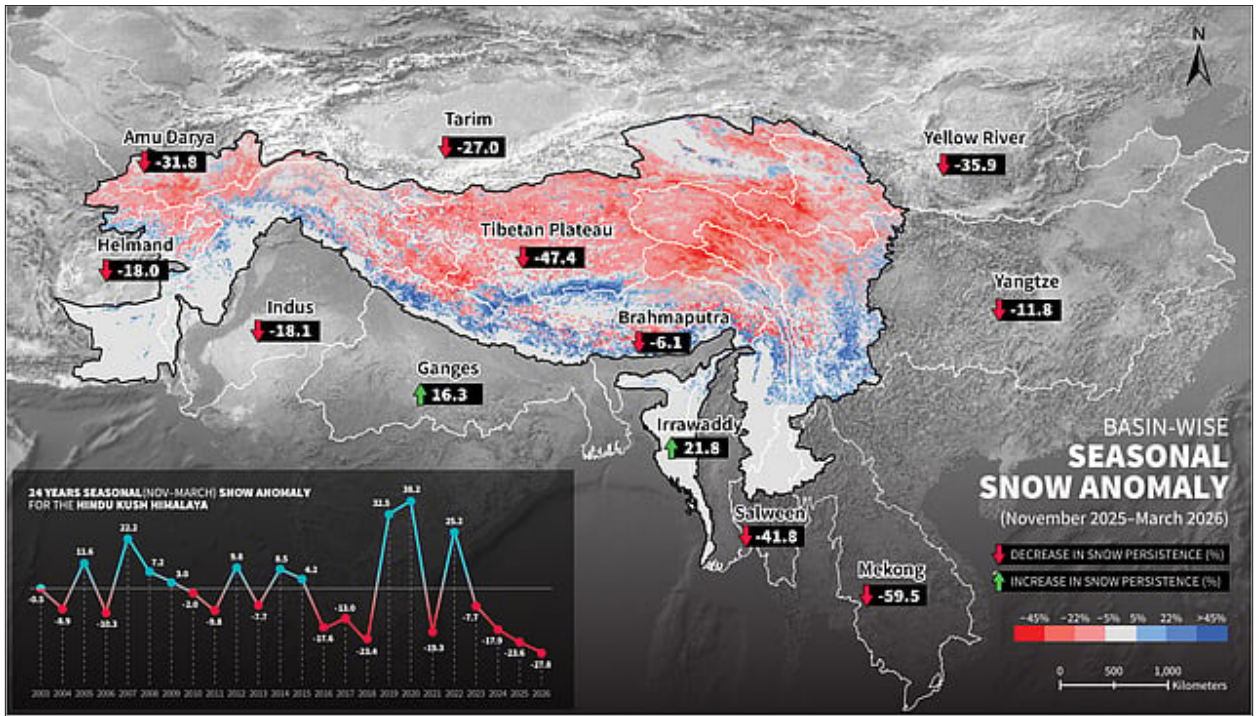 N
Tarim
-27.0
Amu Darya
-31.8
Yellow River
-35.9
Helmand
-18.0
Tibetan Plateau
-47.4
Yangtze
-11.8
Indus
-18.1
Brahmaputra
-6.1
Ganges
16.3
Irrawaddy
21.8
Salween
-41.8
Mekong
-59.5
BASIN-WISE
SEASONAL
SNOW ANOMALY
(November 2025–March 2026)
DECREASE IN SNOW PERSISTENCE (%)
INCREASE IN SNOW PERSISTENCE (%)
-45% -22% -5% 5% 22% >45%
0 500 1,000
Kilometers
24 YEARS SEASONAL(NOV–MARCH) SNOW ANOMALY
FOR THE HINDU KUSH HIMALAYA
-8.9
11.6
-10.3
22.2
7.2
3.0
-2.0
-9.8
9.8
-7.7
8.5
4.2
-17.6
-13.0
-23.4
32.5
38.2
-19.3
25.2
-7.7
-17.9
-23.6
-27.8
2003 2004 2005 2006 2007 2008 2009 2010 2011 2012 2013 2014 2015 2016 2017 2018 2019 2020 2021 2022 2023 2024 2025 2026